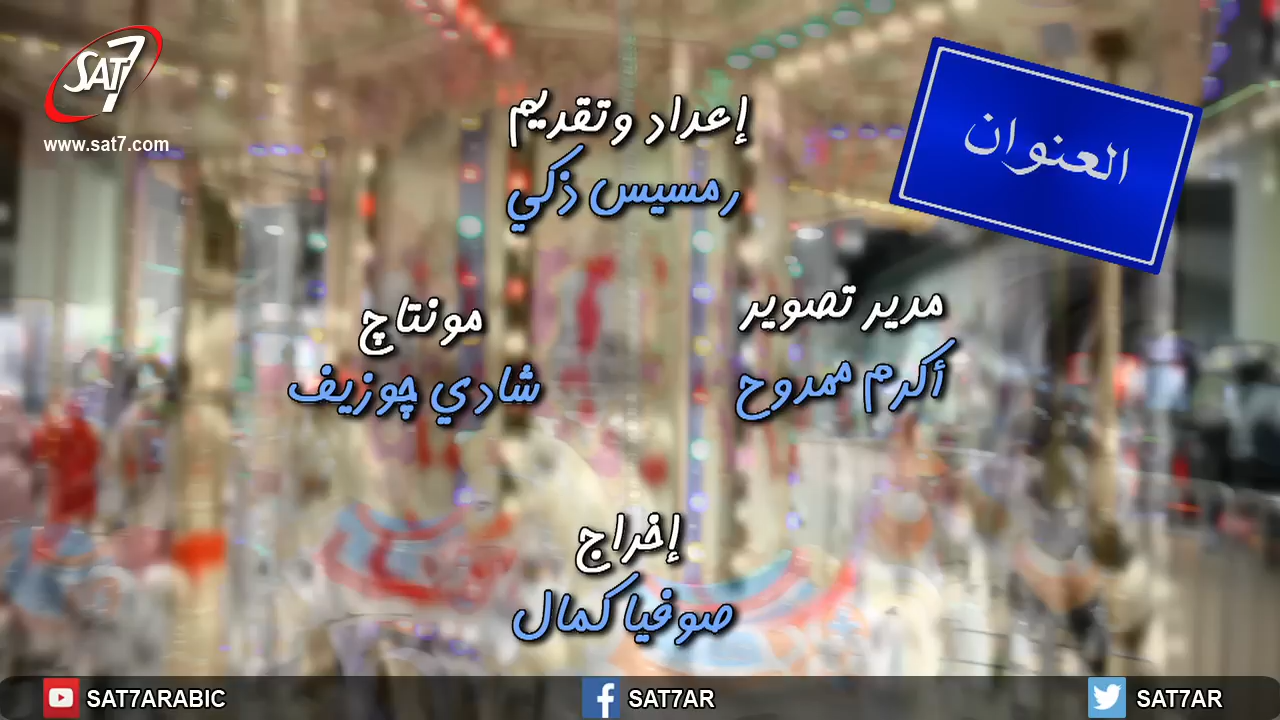 SAT7
www.sat7.com
العنوان
إعداد وتقديم
رمسيس ذكي
مدير تصوير
أكرم ممدوح
مونتاچ
شادي چوزيف
إخراج
صوفيا كمال
SAT7ARABIC
SAT7AR
SAT7AR